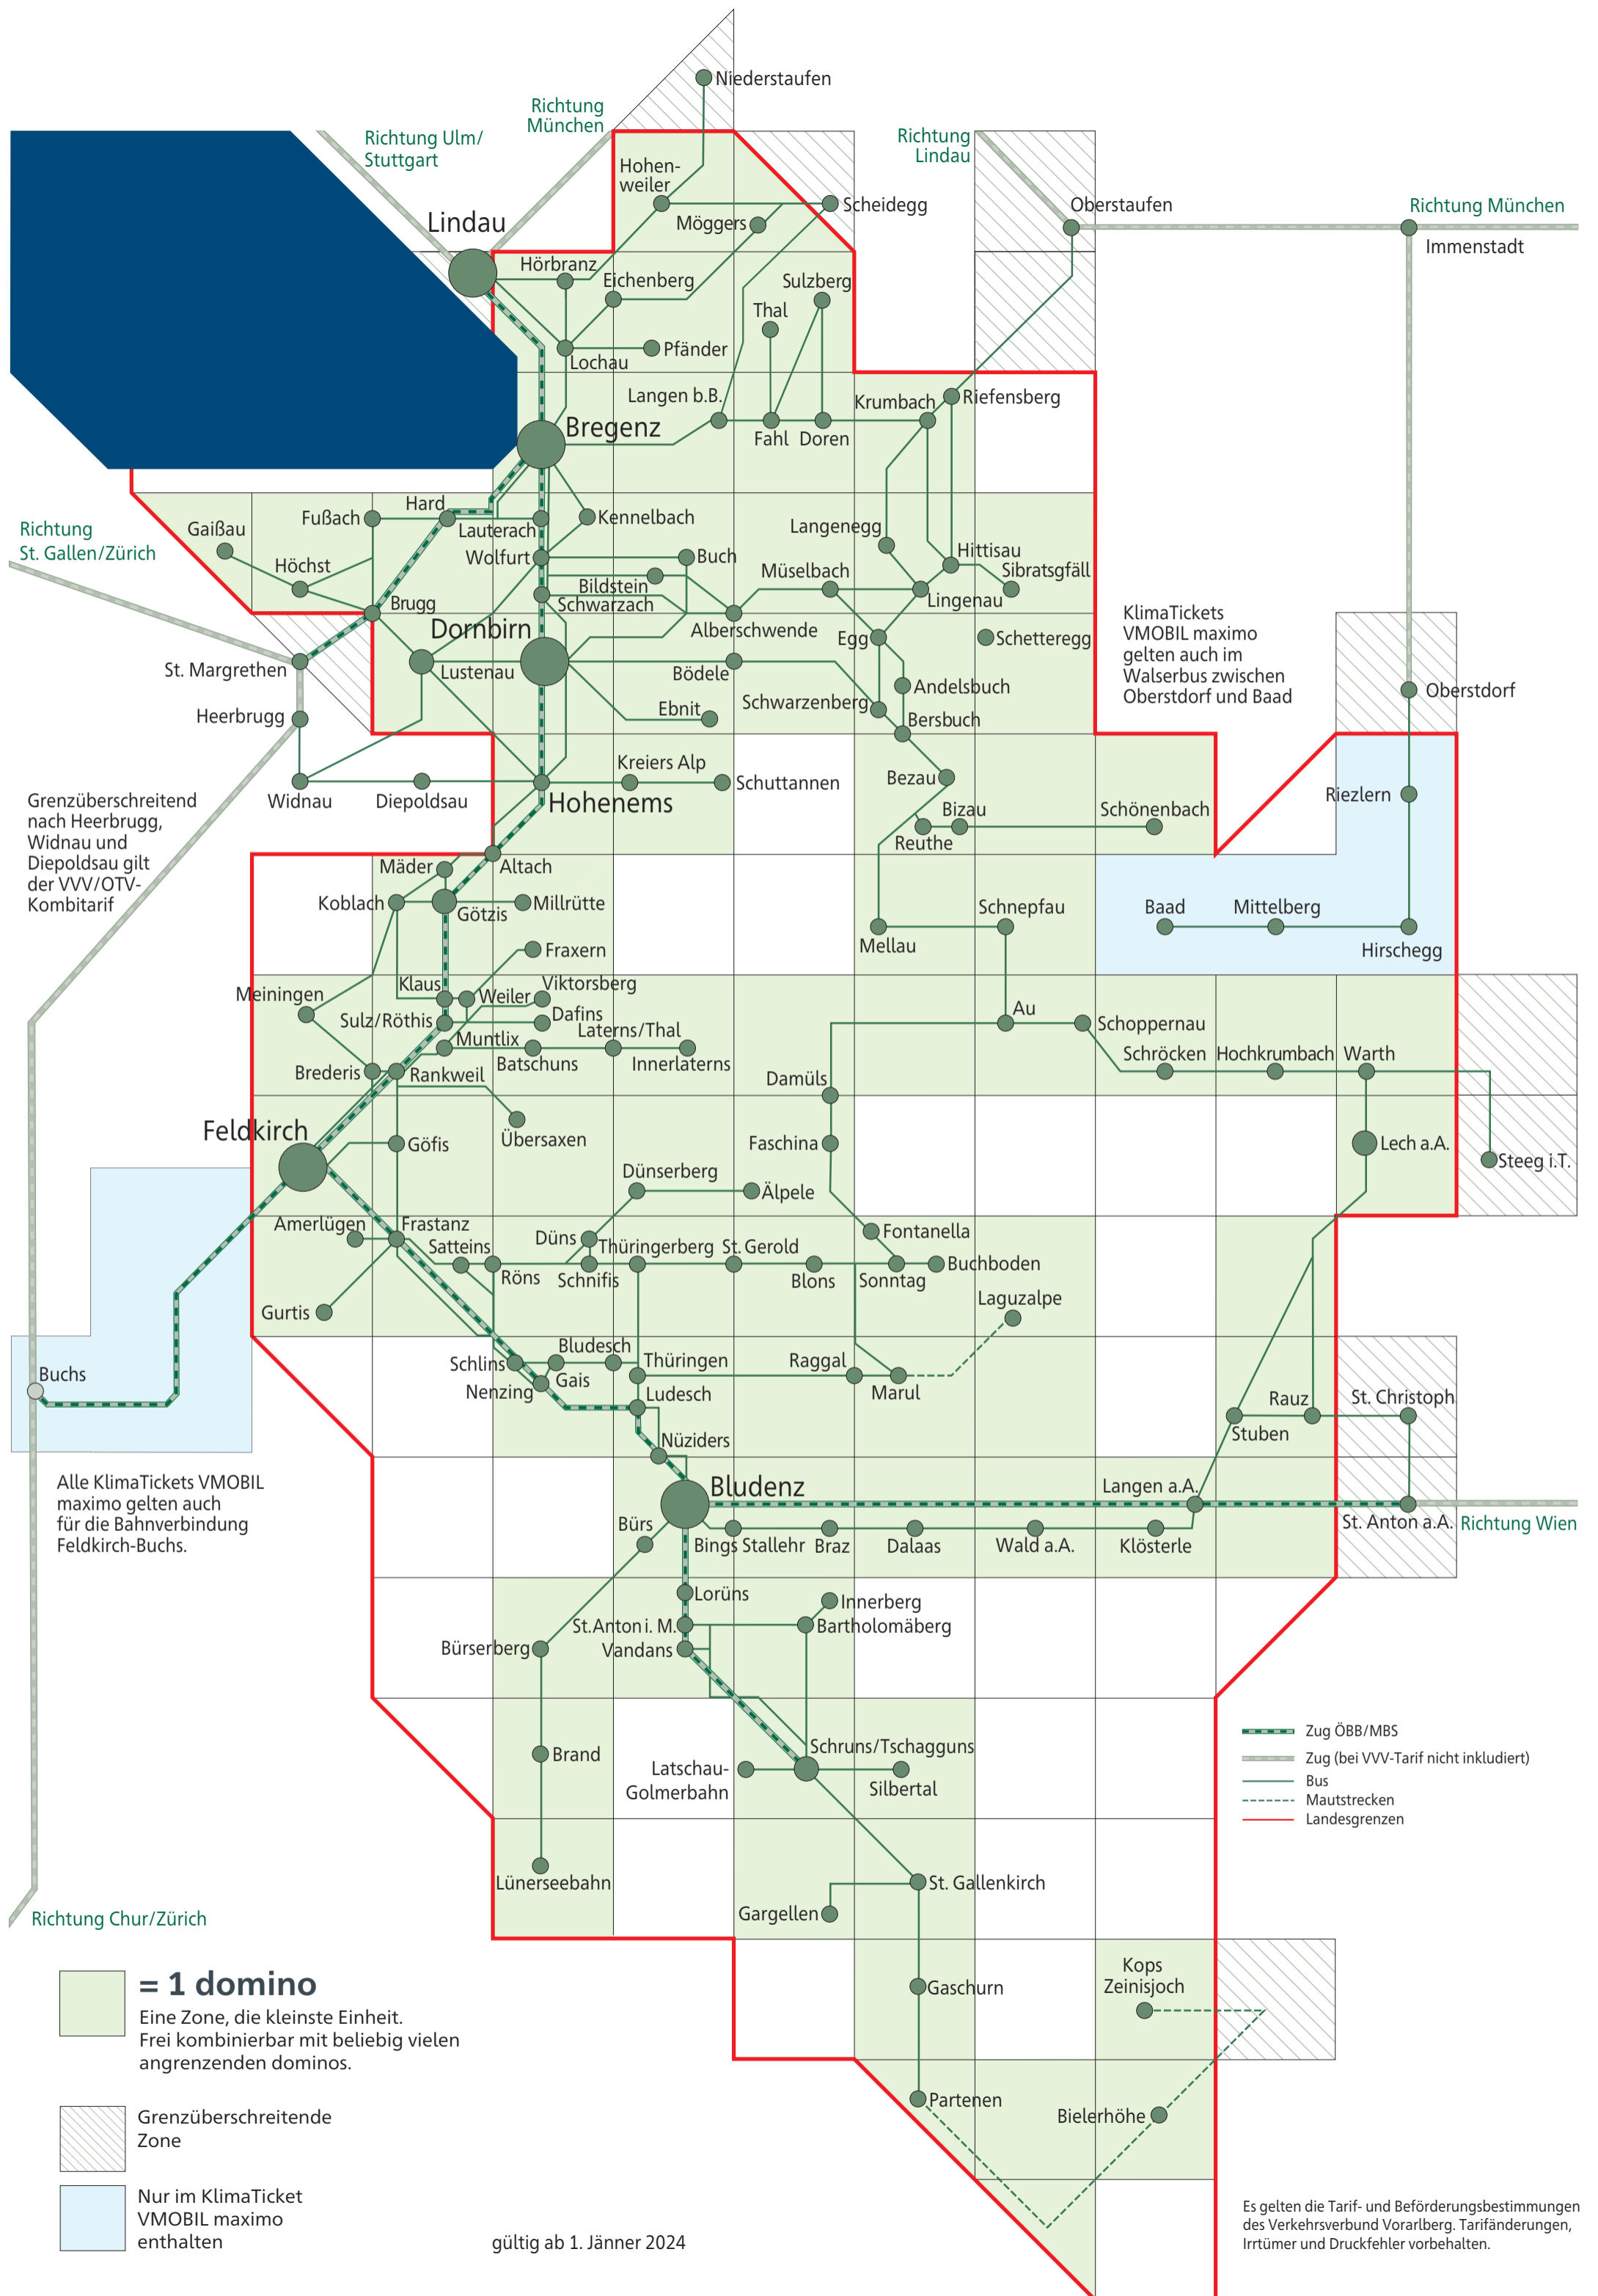 Niederstaufen
Richtung
München
Richtung Ulm/
Stuttgart
Richtung
Lindau
Hohen-
weiler
Möggers
Scheidegg
Oberstaufen
Richtung München
Immenstadt
Lindau
Hörbranz
Eichenberg
Sulzberg
Thal
Lochau
Pfänder
Langen b.B.
Krumbach
Riefensberg
Bregenz
Fahl
Doren
Hard
Fußach
Lauterach
Kennelbach
Langenegg
Gaißau
Richtung
St. Gallen/Zürich
Höchst
Wolfurt
Buch
Hittisau
Sibratsgfäll
Müselbach
Bildstein
Schwarzach
Lingenau
Brugg
Dornbirn
Alberschwende
Egg
Schetteregg
KlimaTickets
VMOBIL maximo
gelten auch im
Walserbus zwischen
Oberstdorf und Baad
St. Margrethen
Lustenau
Bödele
Andelsbuch
Oberstdorf
Heerbrugg
Ebnit
Schwarzenberg
Bersbuch
Kreiers Alp
Schuttannen
Bezau
Widnau
Diepoldsau
Hohenems
Riezlern
Bizau
Schönenbach
Reuthe
Grenzüberschreitend
nach Heerbrugg,
Widnau und
Diepoldsau gilt
der VVV/OTV-
Kombitarif
Mäder
Altach
Koblach
Götzis
Millrütte
Schnepfau
Baad
Mittelberg
Mellau
Hirschegg
Fraxern
Klaus
Weiler
Viktorsberg
Meiningen
Sulz/Röthis
Dafins
Laterns/Thal
Muntlix
Batschuns
Innerlaterns
Au
Schoppernau
Schröcken
Hochkrumbach
Warth
Brederis
Rankweil
Damüls
Feldkirch
Göfis
Übersaxen
Faschina
Lech a.A.
Steeg i.T.
Dünserberg
Älpele
Amerlügen
Frastanz
Satteins
Düns
Thüringerberg
St. Gerold
Fontanella
Röns
Schnifis
Blons
Sonntag
Buchboden
Gurtis
Laguzalpe
Buchs
Schlins
Bludesch
Thüringen
Raggal
Marul
Gais
Nenzing
Ludesch
Rauz
St. Christoph
Stuben
Nüziders
Alle KlimaTickets VMOBIL
maximo gelten auch
für die Bahnverbindung
Feldkirch-Buchs.
Bludenz
Langen a.A.
St. Anton a.A.
Richtung Wien
Bürs
Bings Stallehr
Braz
Dalaas
Wald a.A.
Klösterle
Lorüns
Innerberg
St. Anton i. M.
Bartholomäberg
Bürserberg
Vandans
Brand
Schruns/Tschagguns
Latschau-
Golmerbahn
Silbertal
Zug ÖBB/MBS
Zug (bei VVV-Tarif nicht inkludiert)
Bus
Mautstrecken
Landesgrenzen
Lünerseebahn
St. Gallenkirch
Gargellen
Richtung Chur/Zürich
Gaschurn
Kops
Zeinisjoch
Partenen
Bielerhöhe
= 1 domino
Eine Zone, die kleinste Einheit.
Frei kombinierbar mit beliebig vielen
angrenzenden dominos.
Grenzüberschreitende
Zone
Nur im KlimaTicket
VMOBIL maximo
enthalten
gültig ab 1. Jänner 2024
Es gelten die Tarif- und Beförderungsbestimmungen
des Verkehrsverbund Vorarlberg. Tarifänderungen,
Irrtümer und Druckfehler vorbehalten.